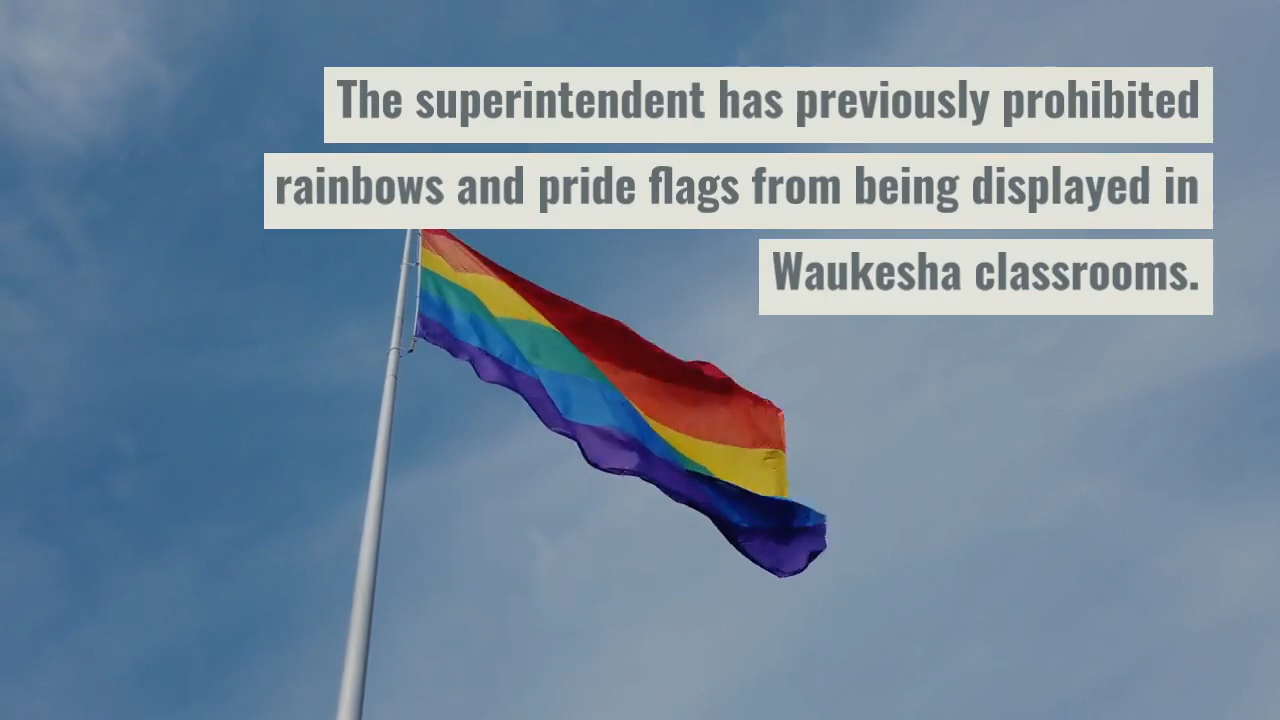 The superintendent has previously prohibited
rainbows and pride flags from being displayed in
Waukesha classrooms.